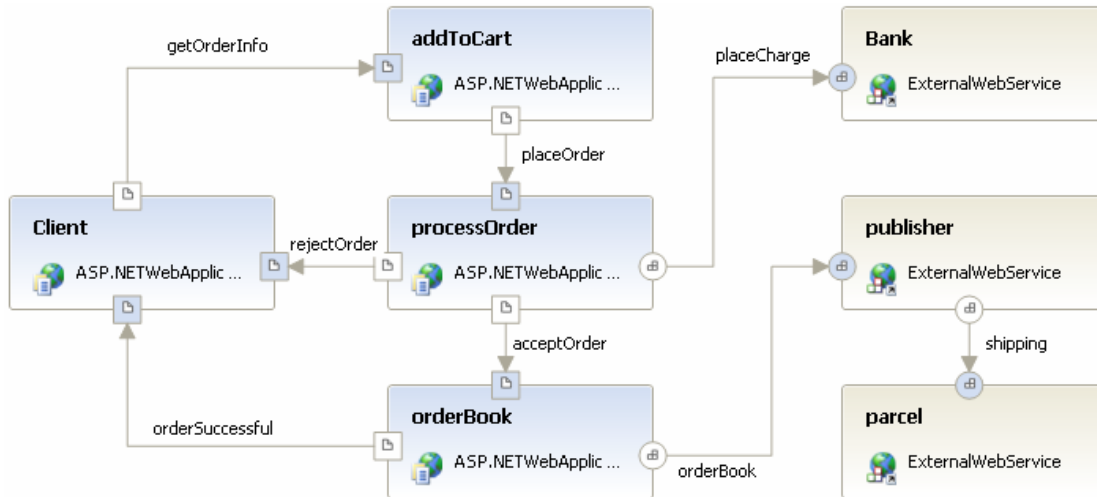 addToCart
Bank
getOrderInfo
placeCharge
ASP.NETWebApplic ...
ExternalWebService
placeOrder
Client
processOrder
publisher
rejectOrder
ASP.NETWebApplic ...
ASP.NETWebApplic ...
ExternalWebService
acceptOrder
shipping
orderBook
parcel
orderSuccessful
ASP.NETWebApplic ...
orderBook
ExternalWebService